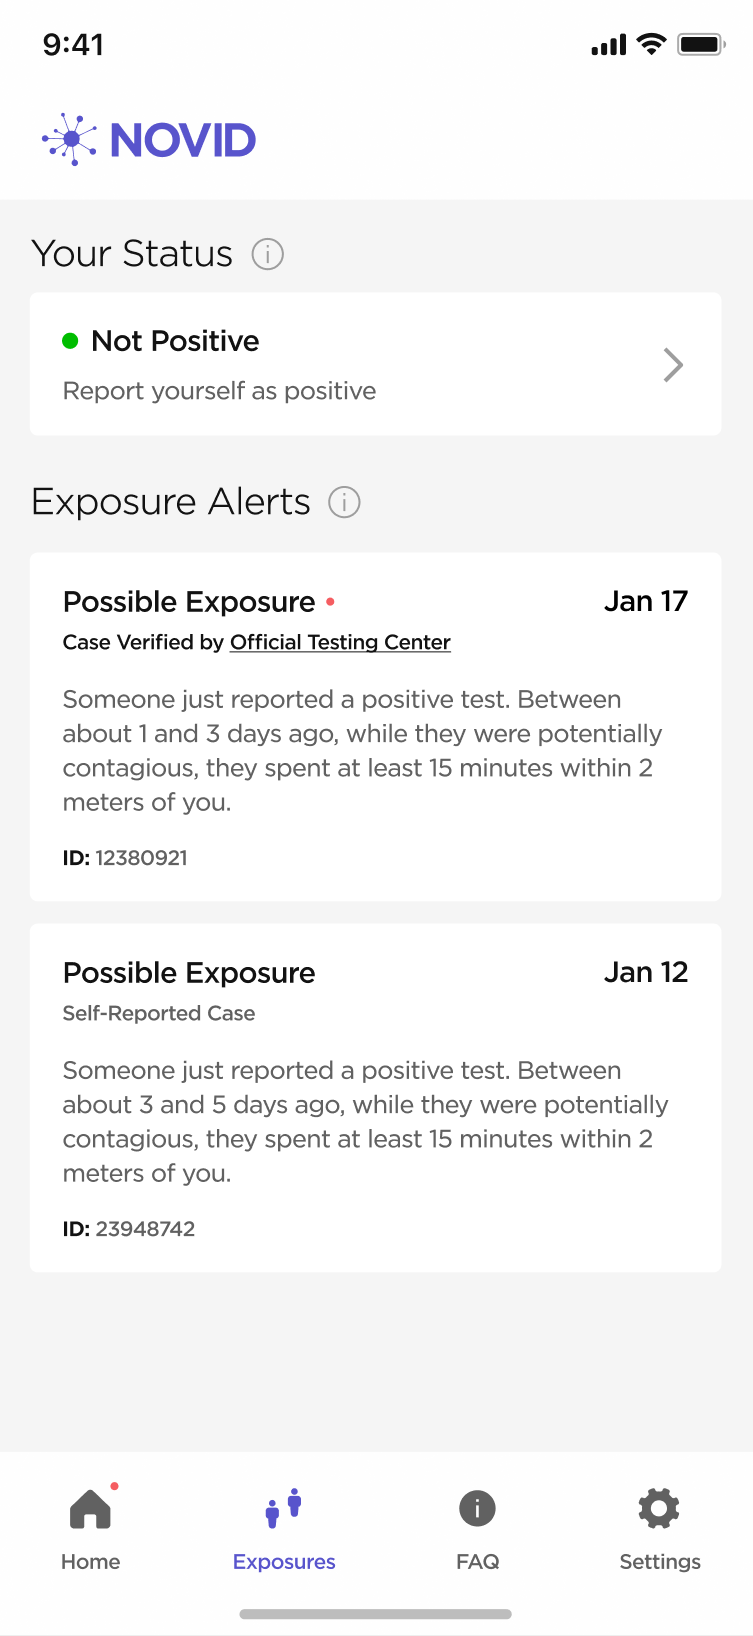 9:41
NOVID
Your Status
Not Positive
Report yourself as positive
Exposure Alerts
Possible Exposure
Jan 17
Case Verified by Official Testing Center
Someone just reported a positive test. Between
about 1 and 3 days ago, while they were potentially
contagious, they spent at least 15 minutes within 2
meters of you.
ID: 12380921
Possible Exposure
Jan 12
Self-Reported Case
Someone just reported a positive test. Between
about 3 and 5 days ago, while they were potentially
contagious, they spent at least 15 minutes within 2
meters of you.
ID: 23948742
Home
Exposures
FAQ
Settings